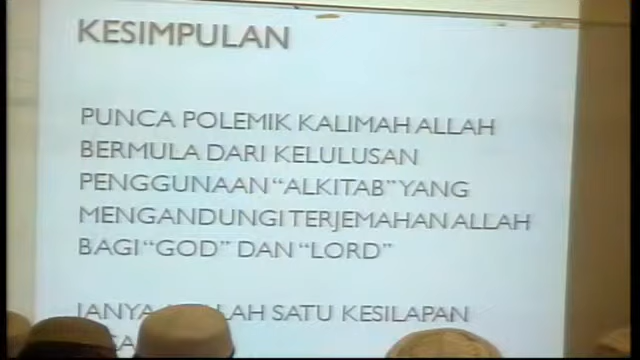 KESIMPULAN
PUNCA POLEMIK KALIMAH ALLAH
BERMULA DARI KELULUSAN
PENGGUNAAN “ALKITAB” YANG
MENGANDUNGI TERJEMAHAN ALLAH
BAGI “GOD” DAN “LORD”
IANYA SATU KESILAPAN